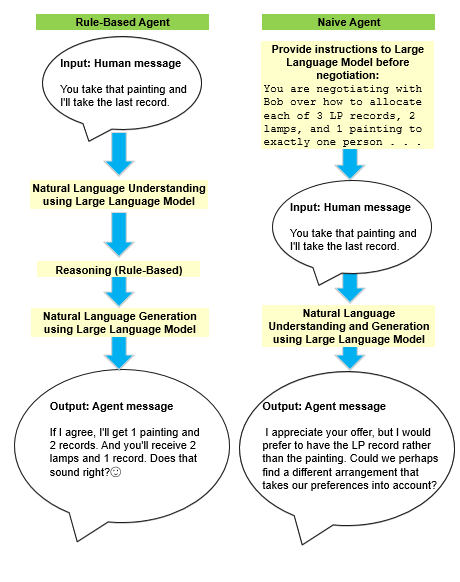 Rule-Based Agent
Input: Human message
You take that painting and
I'll take the last record.
Natural Language Understanding
using Large Language Model
Reasoning (Rule-Based)
Natural Language Generation
using Large Language Model
Output: Agent message
If I agree, I'll get 1 painting and
2 records. And you'll receive 2
lamps and 1 record. Does that
sound right?🙂
Naive Agent
Provide instructions to Large
Language Model before
negotiation:
You are negotiating with
Bob over how to allocate
each of 3 LP records, 2
lamps, and 1 painting to
exactly one person . . .
Input: Human message
You take that painting and
I'll take the last record.
Natural Language
Understanding and Generation
using Large Language Model
Output: Agent message
I appreciate your offer, but I would
prefer to have the LP record rather
than the painting. Could we perhaps
find a different arrangement that
takes our preferences into account?